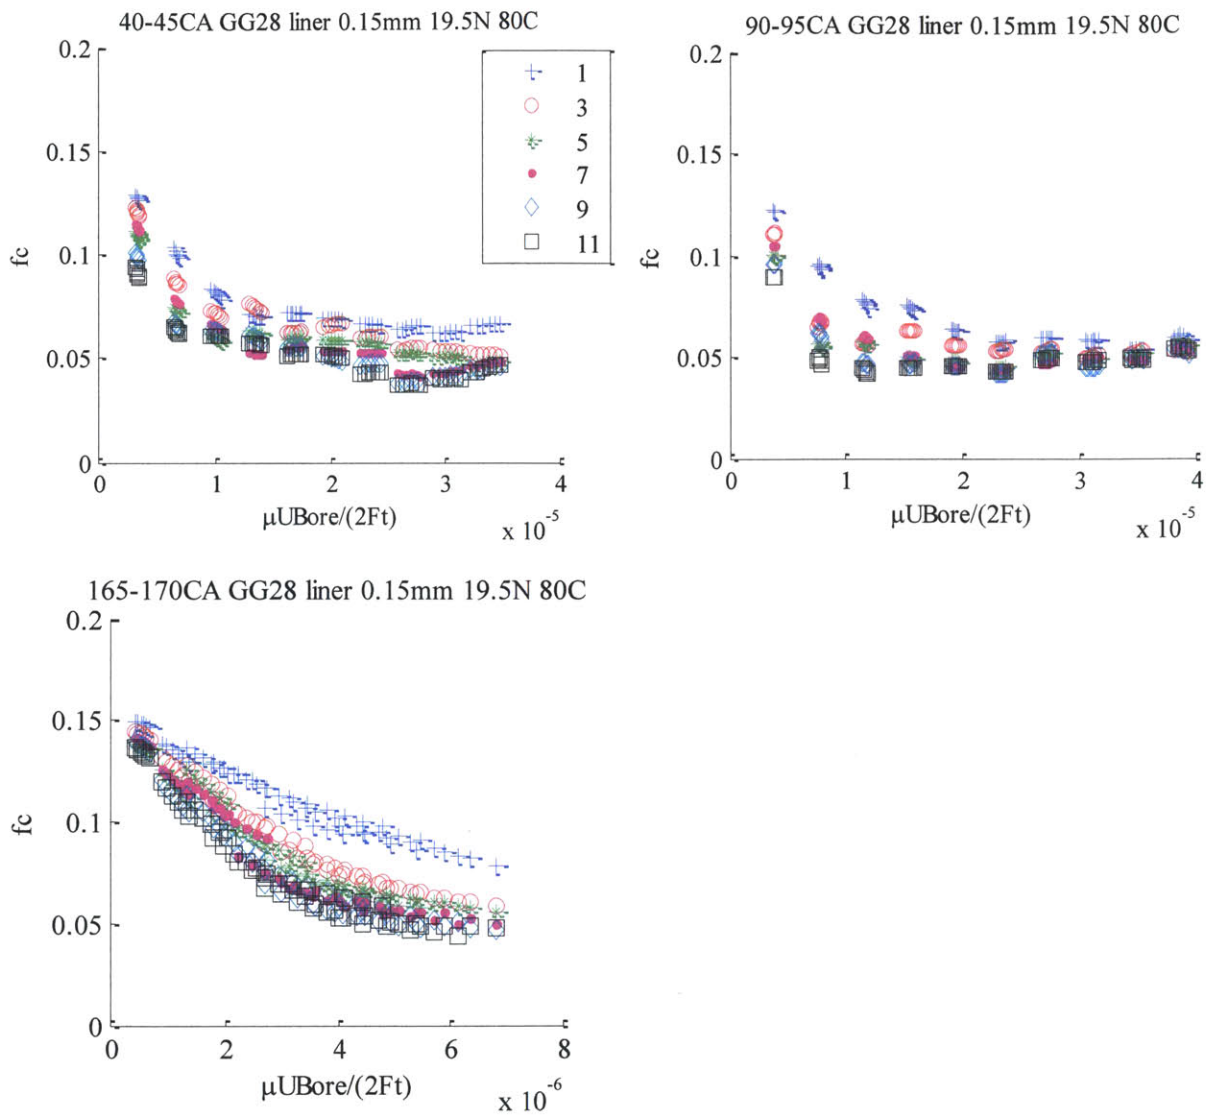 40-45CA GG28 liner 0.15mm 19.5N 80C
0.2
0.15
0.1
0.05
0
fc
0 1 2 3 4
µUBore/(2Ft)
x 10^-5
1
3
5
7
9
11
90-95CA GG28 liner 0.15mm 19.5N 80C
0.2
0.15
0.1
0.05
0
fc
0 1 2 3 4
µUBore/(2Ft)
x 10^-5
165-170CA GG28 liner 0.15mm 19.5N 80C
0.2
0.15
0.1
0.05
0
fc
0 2 4 6 8
µUBore/(2Ft)
x 10^-6